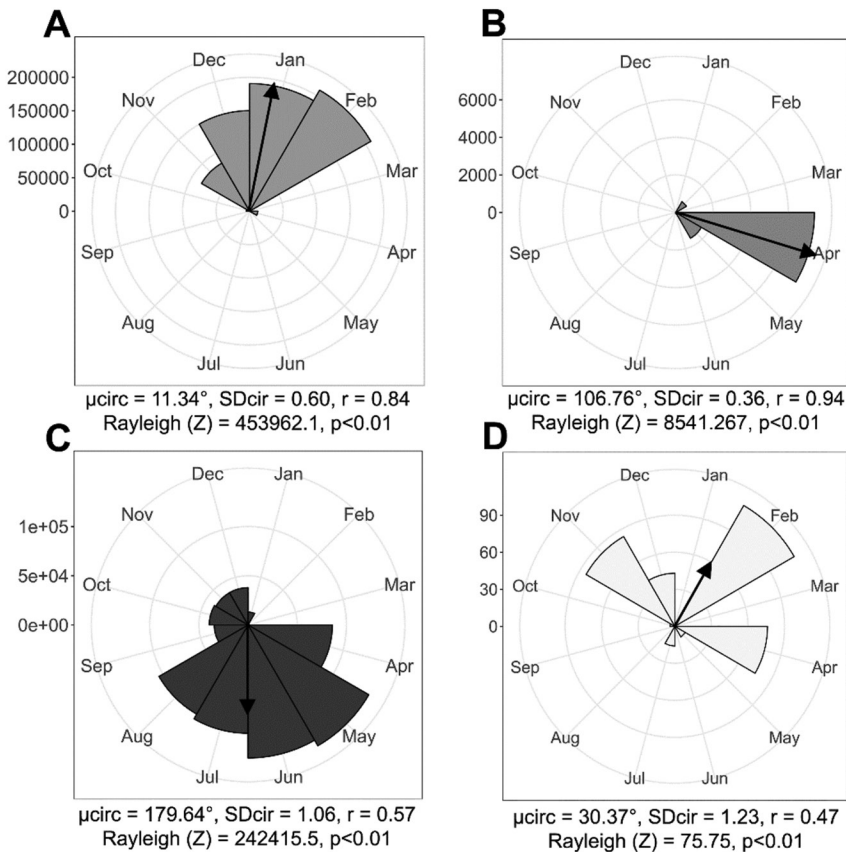 A
200000
150000
100000
50000
0
Dec
Jan
Nov
Feb
Oct
Mar
Sep
Apr
Aug
May
Jul
Jun
µcirc = 11.34°, SDcir = 0.60, r = 0.84
Rayleigh (Z) = 453962.1, p<0.01
B
6000
4000
2000
0
Dec
Jan
Nov
Feb
Oct
Mar
Sep
Apr
Aug
May
Jul
Jun
µcirc = 106.76°, SDcir = 0.36, r = 0.94
Rayleigh (Z) = 8541.267, p<0.01
C
1e+05
5e+04
0e+00
Dec
Jan
Nov
Feb
Oct
Mar
Sep
Apr
Aug
May
Jul
Jun
µcirc = 179.64°, SDcir = 1.06, r = 0.57
Rayleigh (Z) = 242415.5, p<0.01
D
90
60
30
0
Dec
Jan
Nov
Feb
Oct
Mar
Sep
Apr
Aug
May
Jul
Jun
µcirc = 30.37°, SDcir = 1.23, r = 0.47
Rayleigh (Z) = 75.75, p<0.01